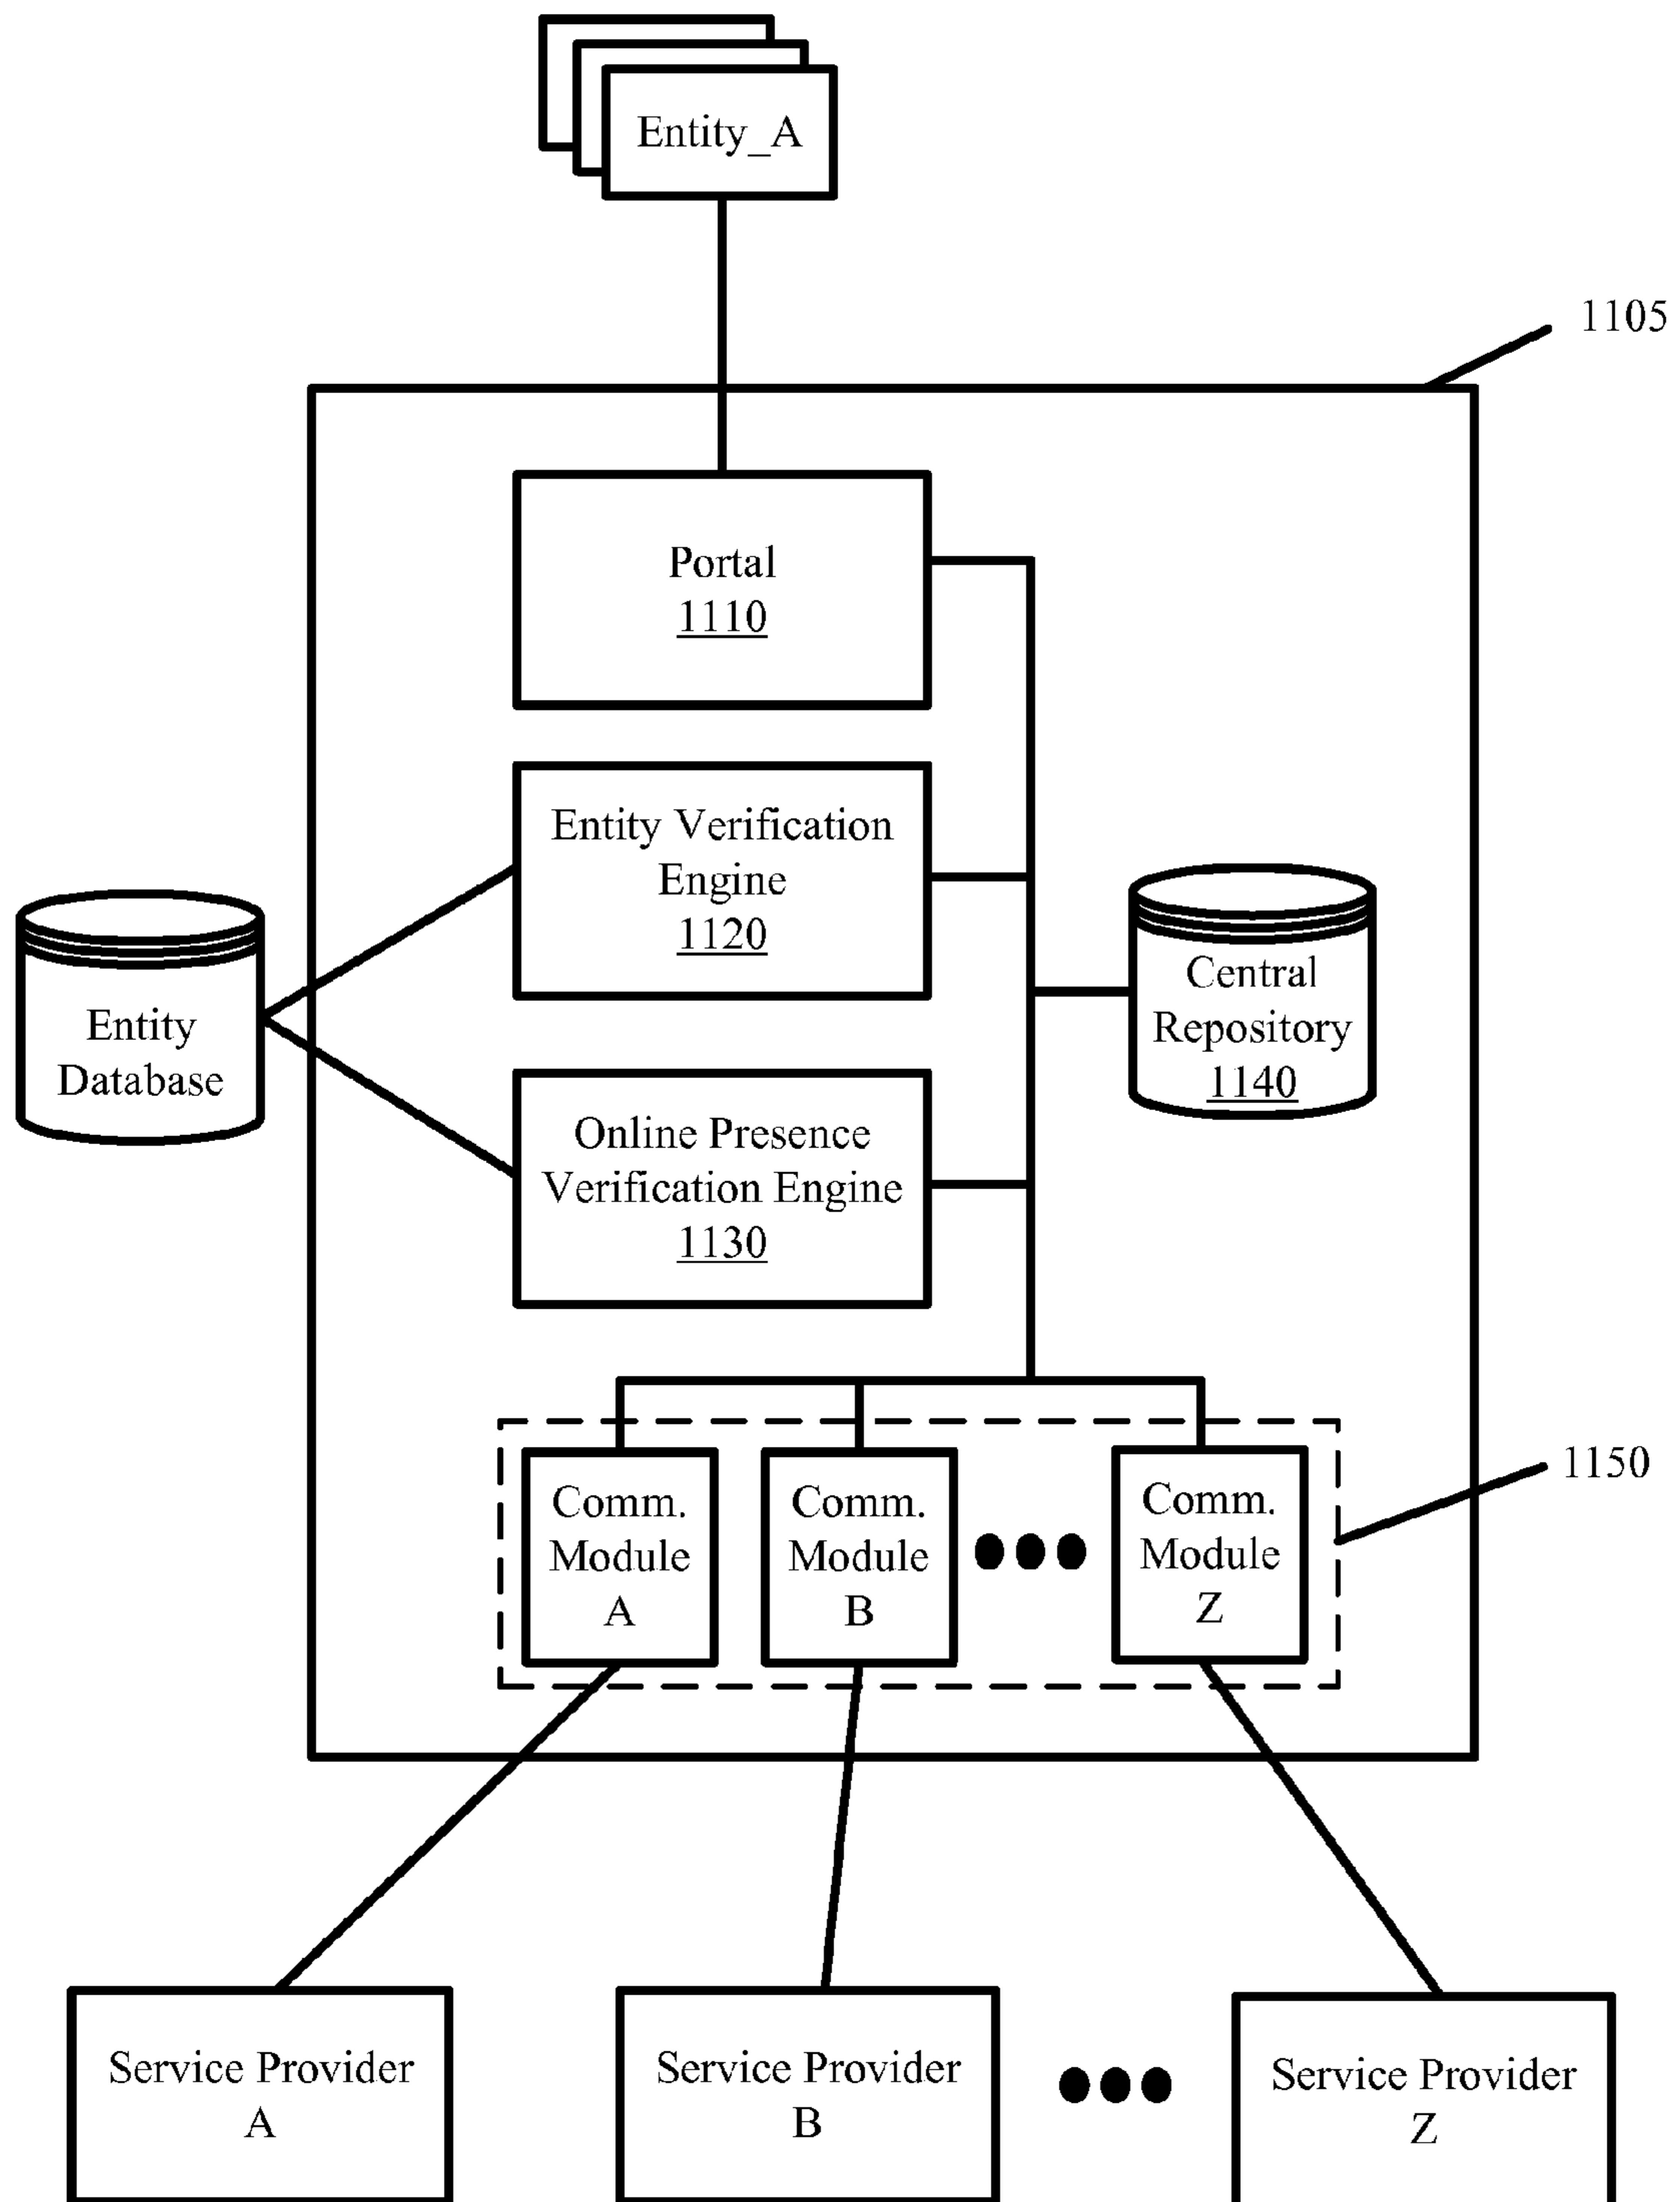 Entity_A
1105
Portal
1110
Entity Verification
Engine
1120
Entity
Database
Central
Repository
1140
Online Presence
Verification Engine
1130
Comm.
Module
A
Comm.
Module
B
Comm.
Module
Z
1150
Service Provider
A
Service Provider
B
Service Provider
Z